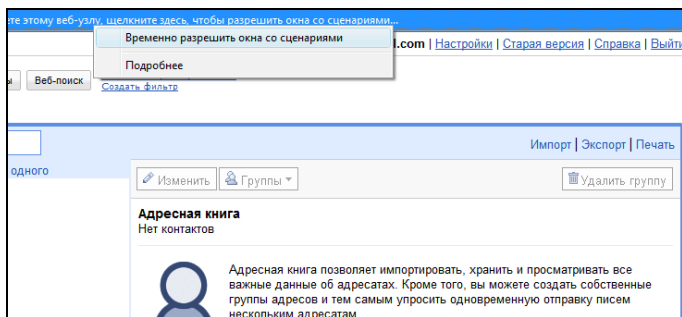 те этому веб-узлу, щелкните здесь, чтобы разрешить окна со сценариями...
Временно разрешить окна со сценариями
l.com | Настройки | Старая версия | Справка | Выйти
Подробнее
ы Веб-поиск
Создать фильтр
Импорт | Экспорт | Печать
одного
Изменить Группы Удалить группу
Адресная книга
Нет контактов
Адресная книга позволяет импортировать, хранить и просматривать все
важные данные об адресатах. Кроме того, вы можете создать собственные
группы адресов и тем самым упросить одновременную отправку писем
нескольким адресатам